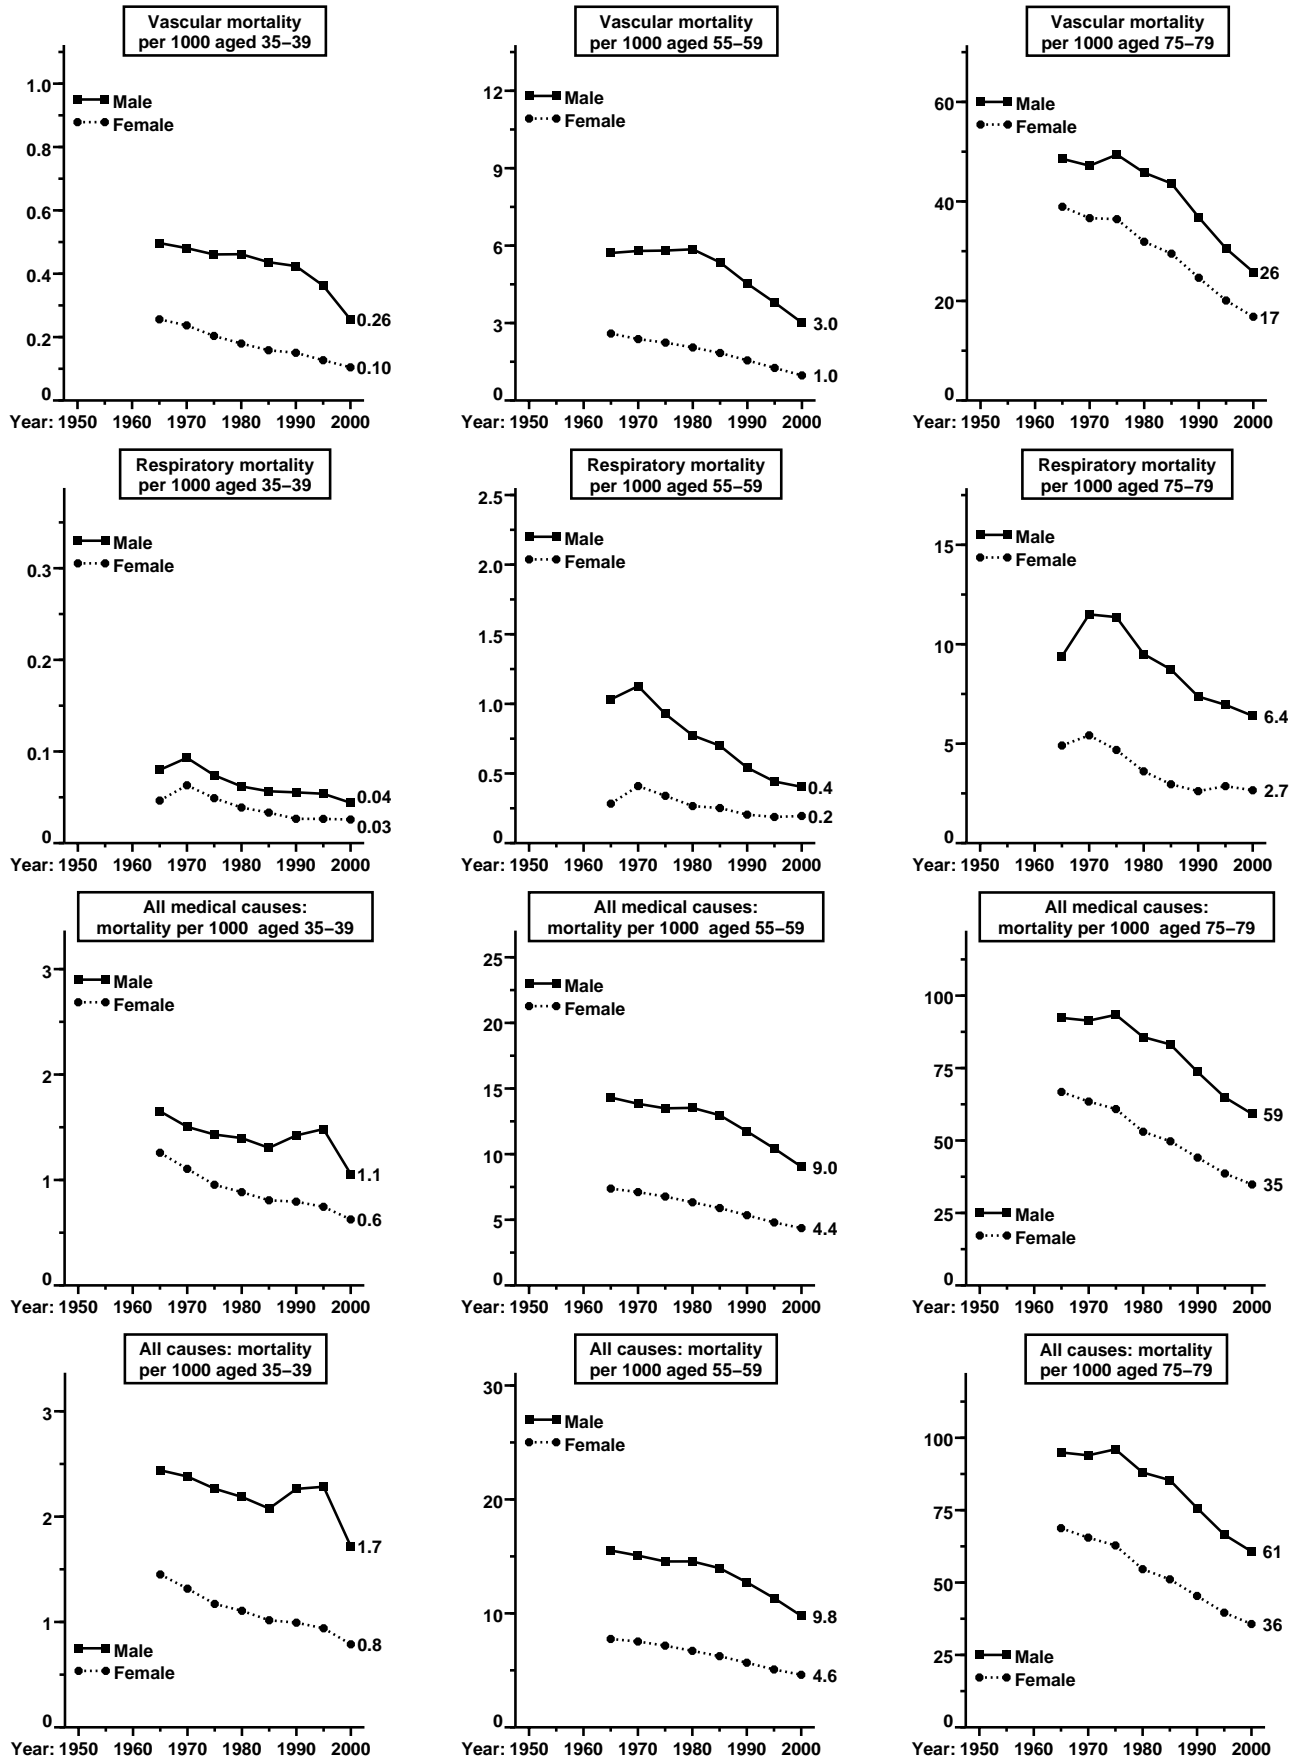 Vascular mortality
per 1000 aged 35–39
1.0
0.8
0.6
0.4
0.2
0
Male
Female
0.26
0.10
Year: 1950 1960 1970 1980 1990 2000
Vascular mortality
per 1000 aged 55–59
12
9
6
3
0
Male
Female
3.0
1.0
Year: 1950 1960 1970 1980 1990 2000
Vascular mortality
per 1000 aged 75–79
60
40
20
0
Male
Female
26
17
Year: 1950 1960 1970 1980 1990 2000
Respiratory mortality
per 1000 aged 35–39
0.3
0.2
0.1
0
Male
Female
0.04
0.03
Year: 1950 1960 1970 1980 1990 2000
Respiratory mortality
per 1000 aged 55–59
2.5
2.0
1.5
1.0
0.5
0
Male
Female
0.4
0.2
Year: 1950 1960 1970 1980 1990 2000
Respiratory mortality
per 1000 aged 75–79
15
10
5
0
Male
Female
6.4
2.7
Year: 1950 1960 1970 1980 1990 2000
All medical causes:
mortality per 1000 aged 35–39
3
2
1
0
Male
Female
1.1
0.6
Year: 1950 1960 1970 1980 1990 2000
All medical causes:
mortality per 1000 aged 55–59
25
20
15
10
5
0
Male
Female
9.0
4.4
Year: 1950 1960 1970 1980 1990 2000
All medical causes:
mortality per 1000 aged 75–79
100
75
50
25
0
Male
Female
59
35
Year: 1950 1960 1970 1980 1990 2000
All causes: mortality
per 1000 aged 35–39
3
2
1
0
Male
Female
1.7
0.8
Year: 1950 1960 1970 1980 1990 2000
All causes: mortality
per 1000 aged 55–59
30
20
10
0
Male
Female
9.8
4.6
Year: 1950 1960 1970 1980 1990 2000
All causes: mortality
per 1000 aged 75–79
100
75
50
25
0
Male
Female
61
36
Year: 1950 1960 1970 1980 1990 2000